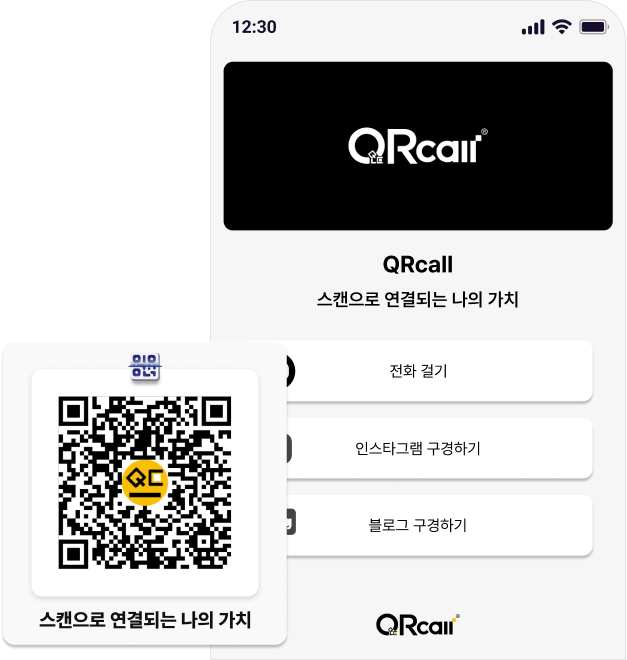 12:30
QRcall®
QRcall
스캔으로 연결되는 나의 가치
전화 걸기
인스타그램 구경하기
블로그 구경하기
QRcall
QC
스캔으로 연결되는 나의 가치